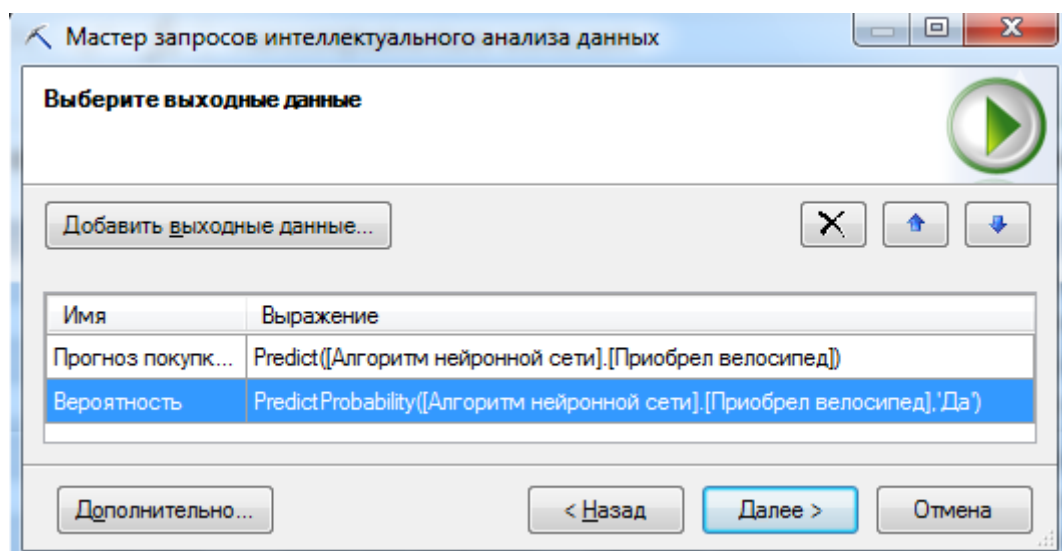 Мастер запросов интеллектуального анализа данных
Выберите выходные данные
Добавить выходные данные...
Имя Выражение
Прогноз покупк... Predict([Алгоритм нейронной сети].[Приобрел велосипед])
Вероятность PredictProbability([Алгоритм нейронной сети].[Приобрел велосипед],'Да')
Дополнительно... < Назад Далее > Отмена